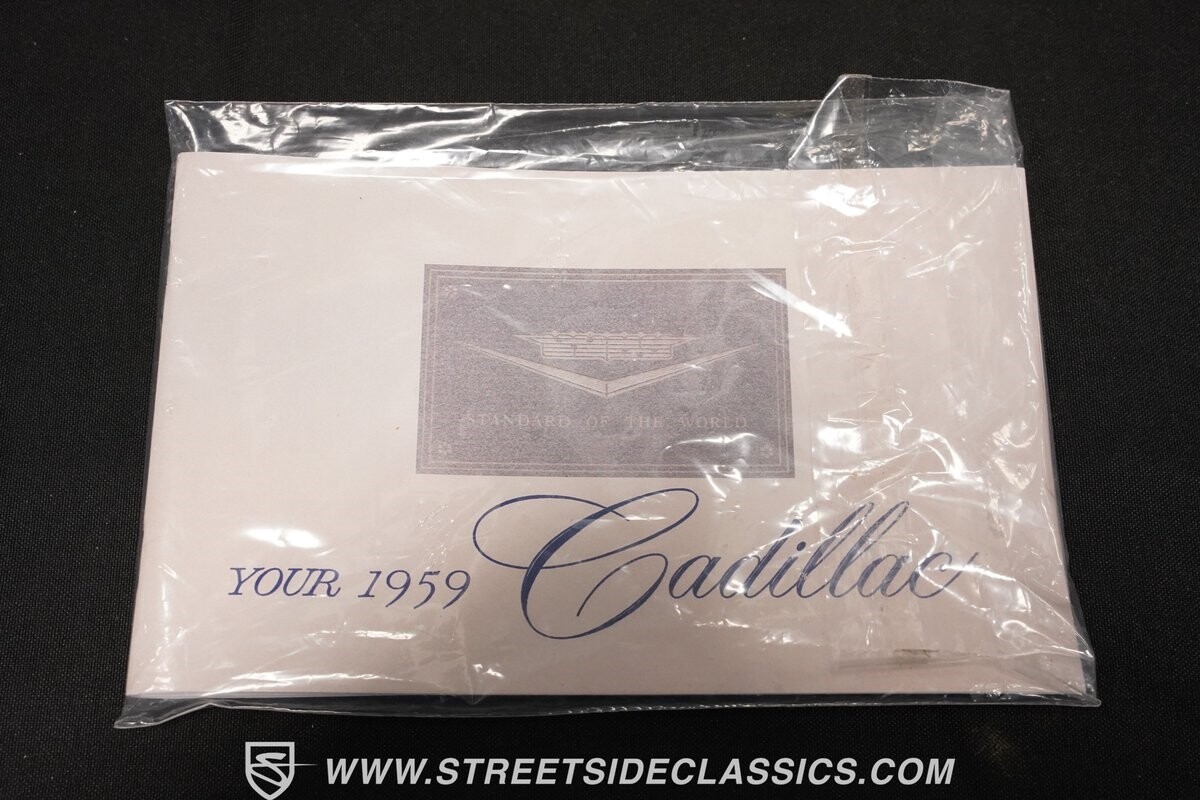 STANDARD OF THE WORLD
YOUR 1959 Cadillac
WWW.STREETSIDECLASSICS.COM